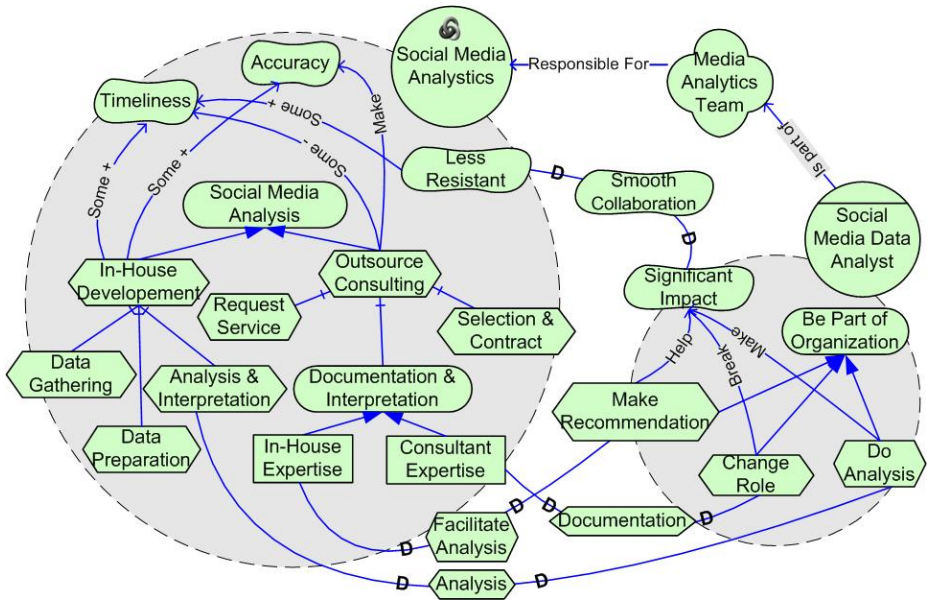 Accuracy
Social Media
Analystics
Responsible For
Media
Analytics
Team
Timeliness
Some +
Make
Is part of
Some +
Some +
Some -
Less
Resistant
D
Smooth
Collaboration
Social Media
Analysis
Social
Media Data
Analyst
D
In-House
Developement
Outsource
Consulting
Significant
Impact
Request
Service
Selection &
Contract
Be Part of
Organization
Help
Break
Make
Data
Gathering
Analysis &
Interpretation
Documentation &
Interpretation
Make
Recommendation
Data
Preparation
In-House
Expertise
Consultant
Expertise
Change
Role
Do
Analysis
D
D
Facilitate
Analysis
Documentation
D
D
D
Analysis
D